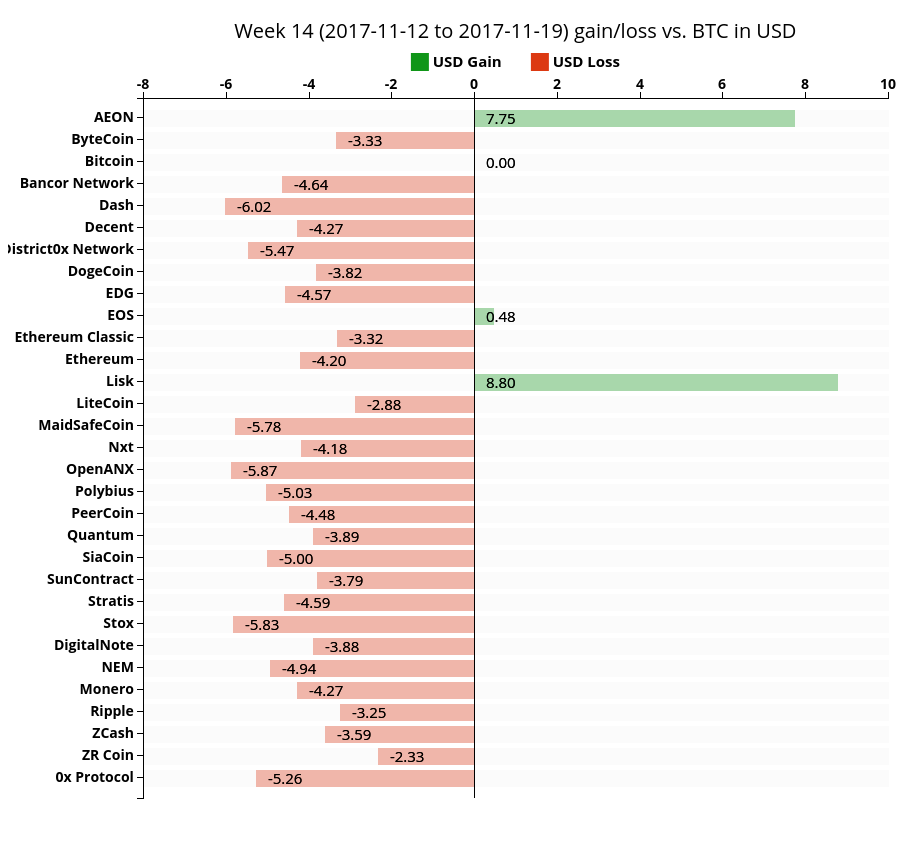 Week 14 (2017-11-12 to 2017-11-19) gain/loss vs. BTC in USD
USD Gain USD Loss
-8 -6 -4 -2 0 2 4 6 8 10
AEON 7.75
ByteCoin -3.33
Bitcoin 0.00
Bancor Network -4.64
Dash -6.02
Decent -4.27
District0x Network -5.47
DogeCoin -3.82
EDG -4.57
EOS 0.48
Ethereum Classic -3.32
Ethereum -4.20
Lisk 8.80
LiteCoin -2.88
MaidSafeCoin -5.78
Nxt -4.18
OpenANX -5.87
Polybius -5.03
PeerCoin -4.48
Quantum -3.89
SiaCoin -5.00
SunContract -3.79
Stratis -4.59
Stox -5.83
DigitalNote -3.88
NEM -4.94
Monero -4.27
Ripple -3.25
ZCash -3.59
ZR Coin -2.33
0x Protocol -5.26